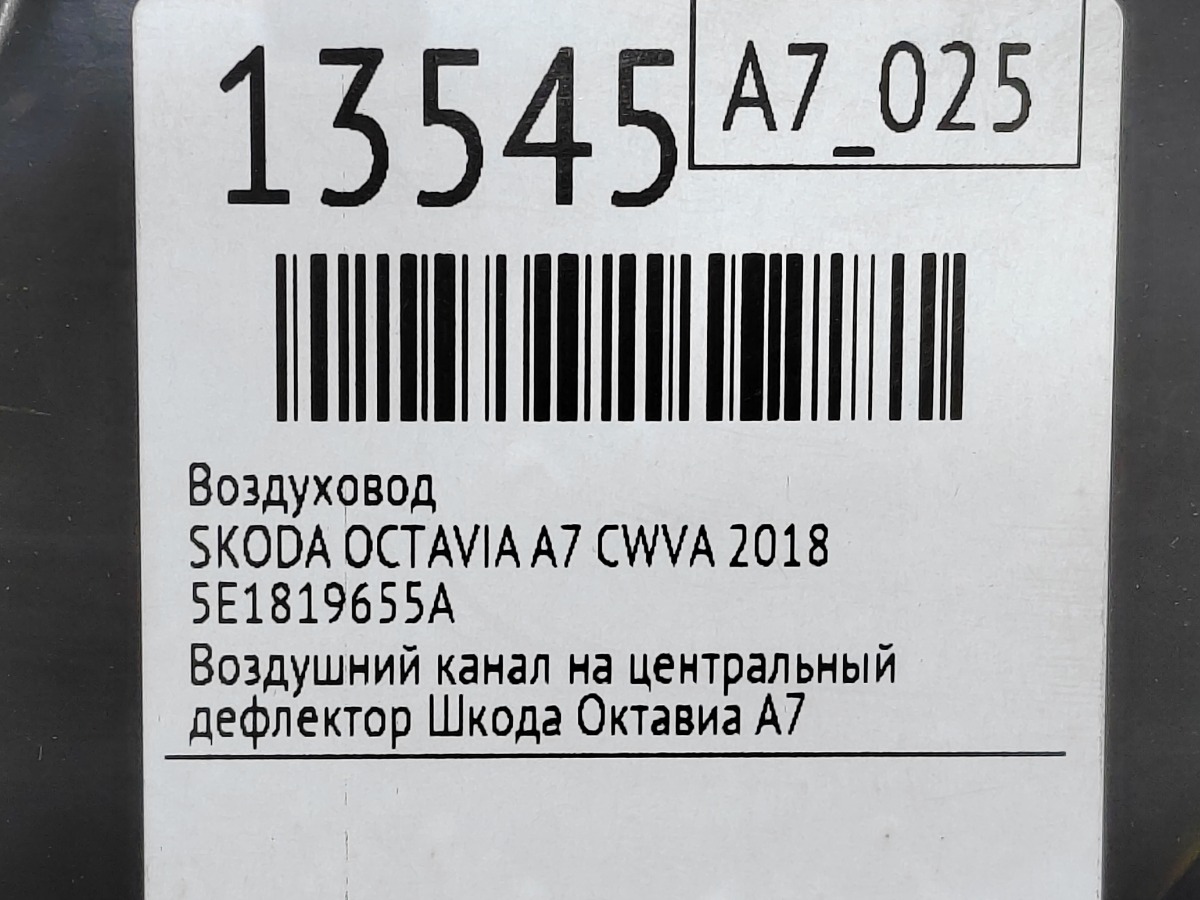 13545
A7_025
Воздуховод
SKODA OCTAVIA A7 CWVA 2018
5E1819655A
Воздушний канал на центральный
дефлектор Шкода Октавиа А7